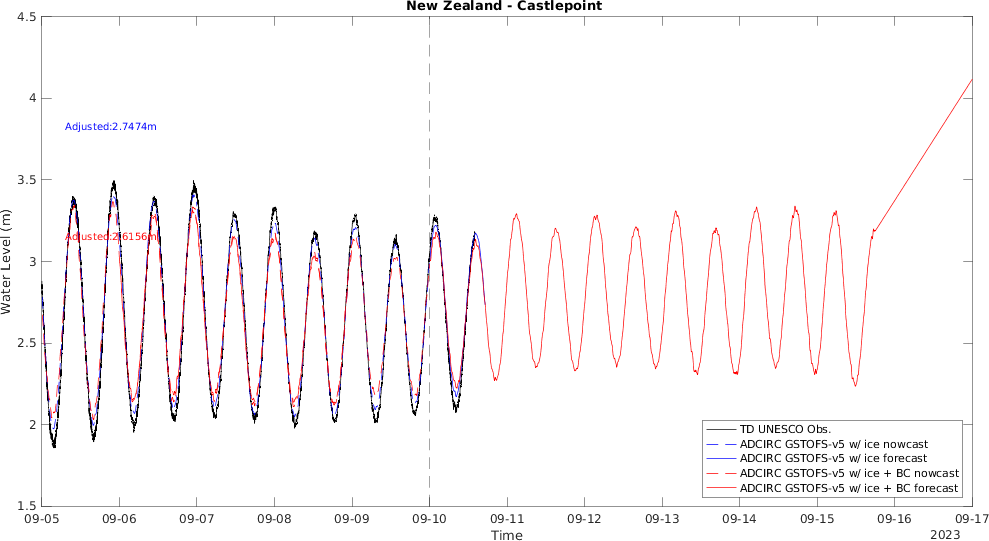 New Zealand - Castlepoint
4.5
4
3.5
3
2.5
2
1.5
Water Level (m)
Adjusted:2.7474m
Adjusted:2.6156m
TD UNESCO Obs.
ADCIRC GSTOFS-v5 w/ ice nowcast
ADCIRC GSTOFS-v5 w/ ice forecast
ADCIRC GSTOFS-v5 w/ ice + BC nowcast
ADCIRC GSTOFS-v5 w/ ice + BC forecast
09-05 09-06 09-07 09-08 09-09 09-10 09-11 09-12 09-13 09-14 09-15 09-16 09-17
Time
2023